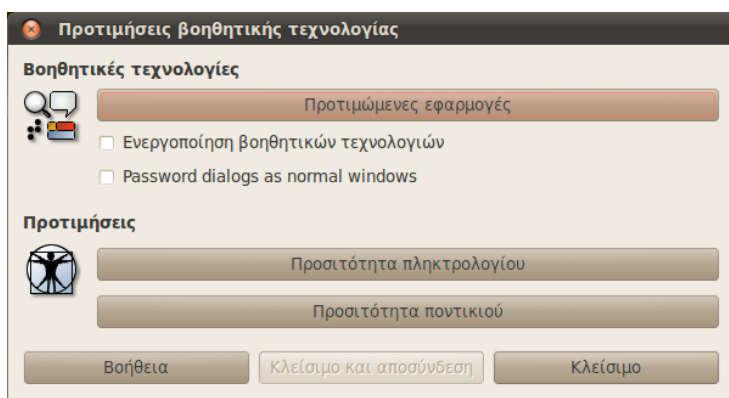 Προτιμήσεις βοηθητικής τεχνολογίας
Βοηθητικές τεχνολογίες
Προτιμώμενες εφαρμογές
Ενεργοποίηση βοηθητικών τεχνολογιών
Password dialogs as normal windows
Προτιμήσεις
Προσιτότητα πληκτρολογίου
Προσιτότητα ποντικιού
Βοήθεια Κλείσιμο και αποσύνδεση Κλείσιμο